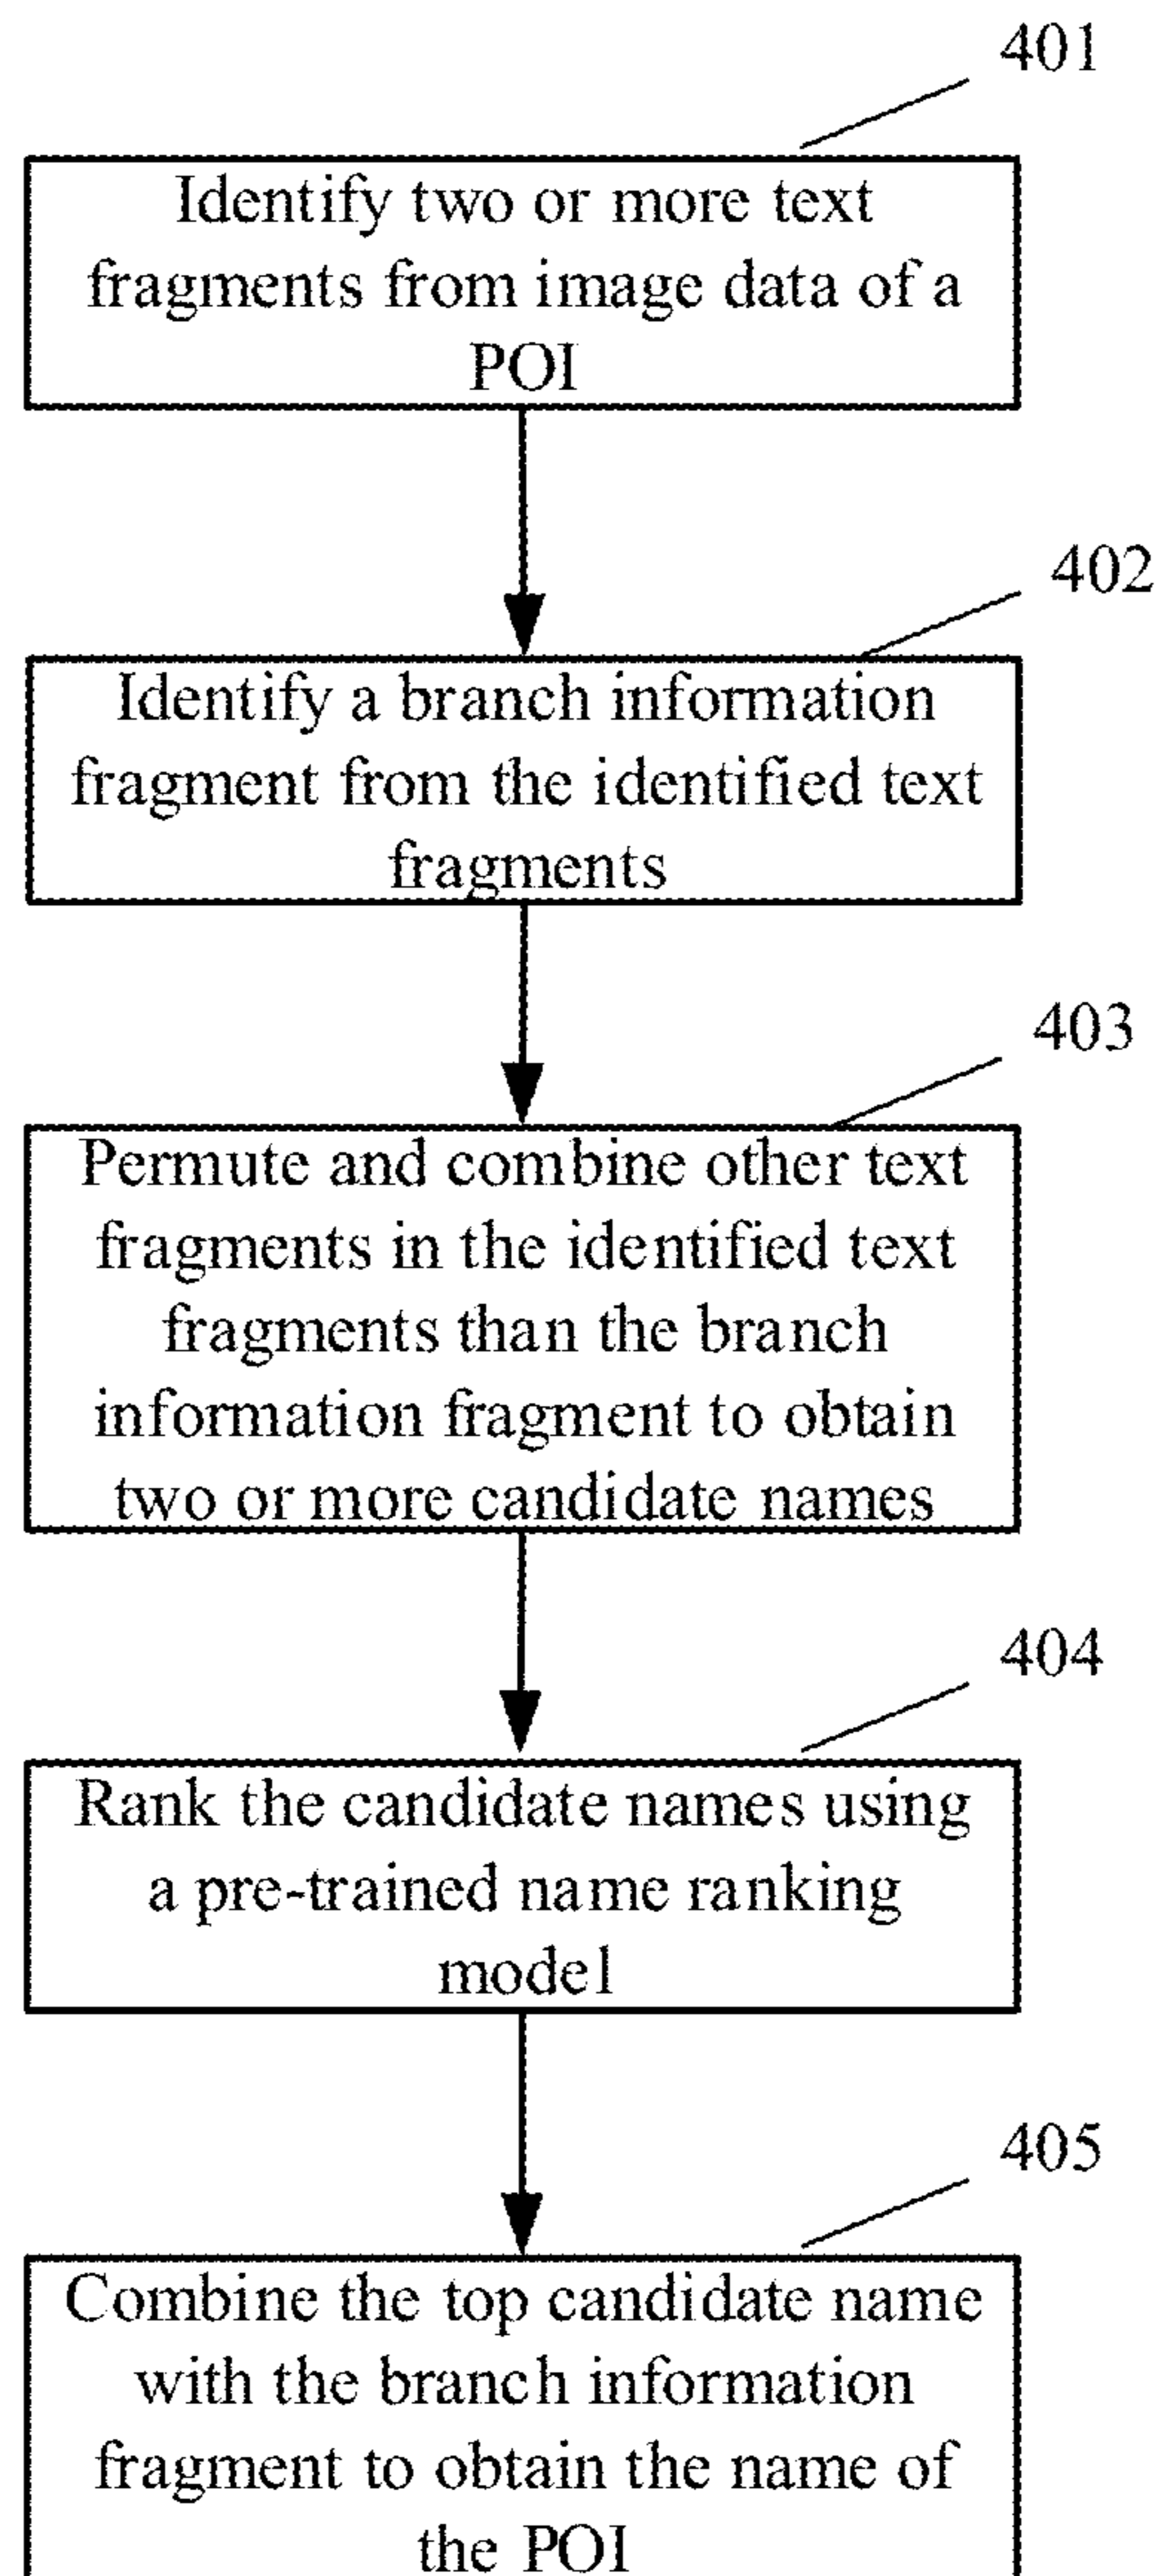 401
Identify two or more text
fragments from image data of a
POI
402
Identify a branch information
fragment from the identified text
fragments
403
Permute and combine other text
fragments in the identified text
fragments than the branch
information fragment to obtain
two or more candidate names
404
Rank the candidate names using
a pre-trained name ranking
model
405
Combine the top candidate name
with the branch information
fragment to obtain the name of
the POI